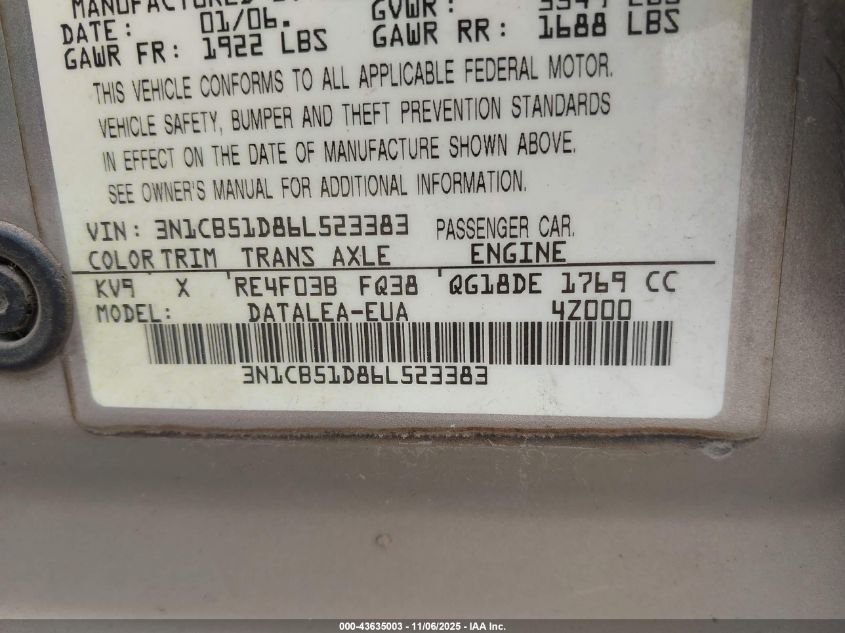 MANUFACTURED
DATE: 01/06. GVWR: LBS
GAWR FR: 1922 LBS GAWR RR: 1688 LBS
THIS VEHICLE CONFORMS TO ALL APPLICABLE FEDERAL MOTOR.
VEHICLE SAFETY, BUMPER AND THEFT PREVENTION STANDARDS
IN EFFECT ON THE DATE OF MANUFACTURE SHOWN ABOVE.
SEE OWNER'S MANUAL FOR ADDITIONAL INFORMATION.
VIN: 3N1CB51D86L523383 PASSENGER CAR.
COLOR TRIM TRANS AXLE ENGINE
KV9 X RE4F03B FQ38 QG18DE 1769 CC
MODEL: DATALEA-EUA 4Z000
3N1CB51D86L523383
000-43635003 — 11/06/2025 — IAA Inc.